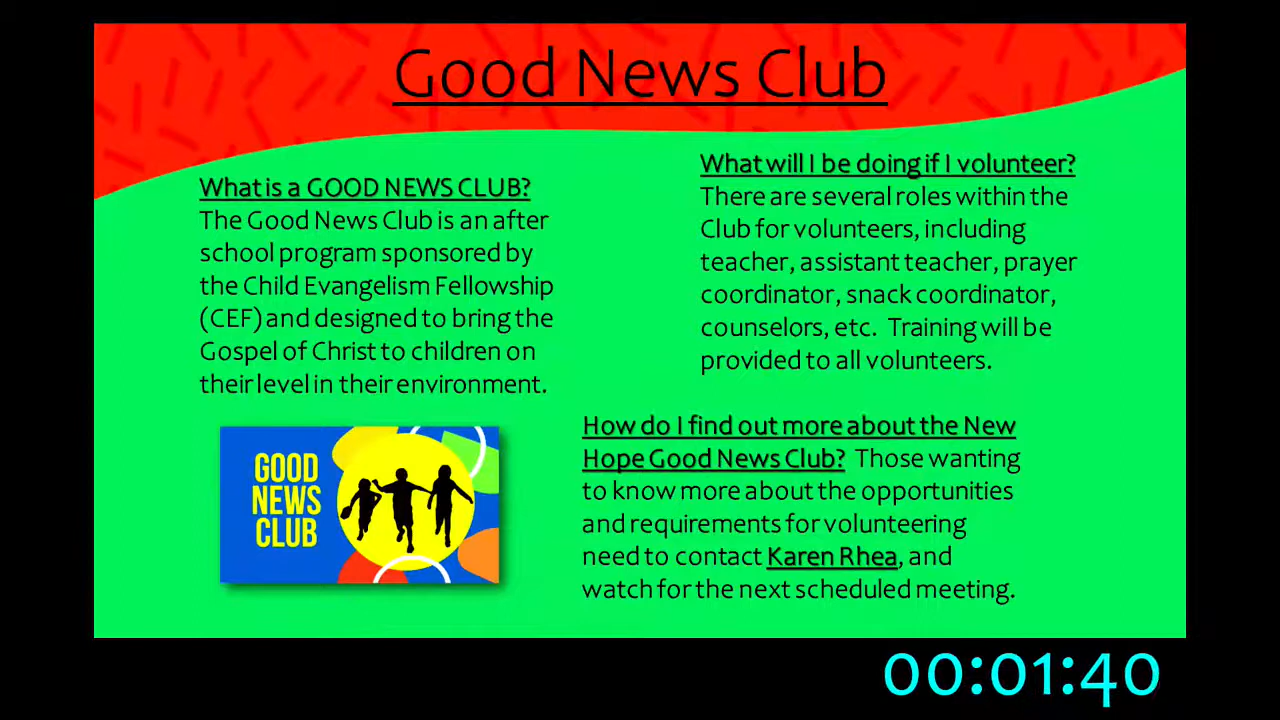 Good News Club
What is a GOOD NEWS CLUB?
The Good News Club is an after
school program sponsored by
the Child Evangelism Fellowship
(CEF) and designed to bring the
Gospel of Christ to children on
their level in their environment.
GOOD
NEWS
CLUB
What will I be doing if I volunteer?
There are several roles within the
Club for volunteers, including
teacher, assistant teacher, prayer
coordinator, snack coordinator,
counselors, etc. Training will be
provided to all volunteers.
How do I find out more about the New
Hope Good News Club? Those wanting
to know more about the opportunities
and requirements for volunteering
need to contact Karen Rhea, and
watch for the next scheduled meeting.
00:01:40